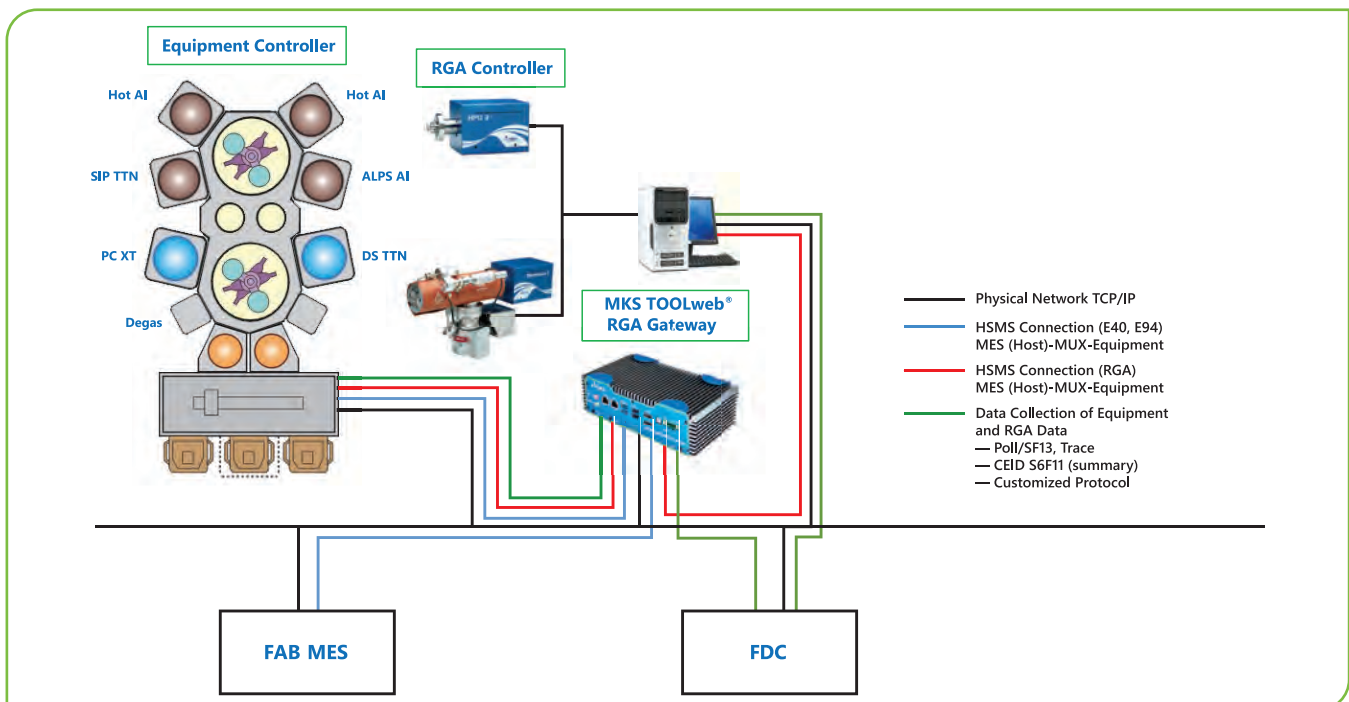 Equipment Controller
RGA Controller
Hot AI
Hot AI
SIP TTN
ALPS AI
PC XT
DS TTN
Degas
MKS TOOLweb®
RGA Gateway
Physical Network TCP/IP
HSMS Connection (E40, E94)
MES (Host)-MUX-Equipment
HSMS Connection (RGA)
MES (Host)-MUX-Equipment
Data Collection of Equipment
and RGA Data
— Poll/SF13, Trace
— CEID S6F11 (summary)
— Customized Protocol
FAB MES
FDC